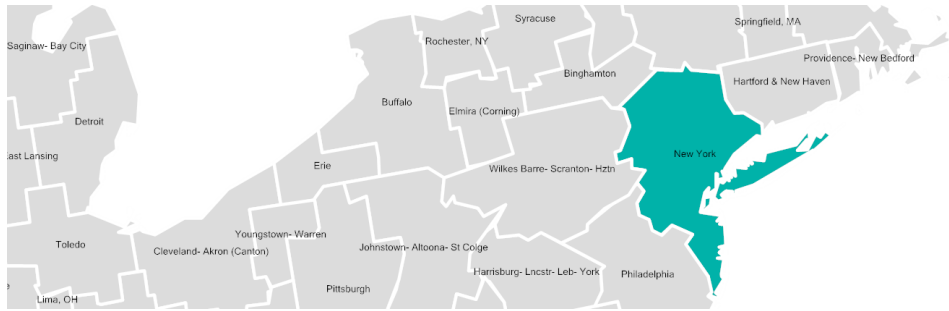 Syracuse
Springfield, MA
Rochester, NY
Saginaw- Bay City
Providence- New Bedford
Binghamton
Hartford & New Haven
Buffalo
Elmira (Corning)
Detroit
New York
East Lansing
Erie
Wilkes Barre- Scranton- Hztn
Youngstown- Warren
Toledo
Johnstown- Altoona- St Colge
Cleveland- Akron (Canton)
Harrisburg- Lncstr- Leb- York
Philadelphia
e
Pittsburgh
Lima, OH